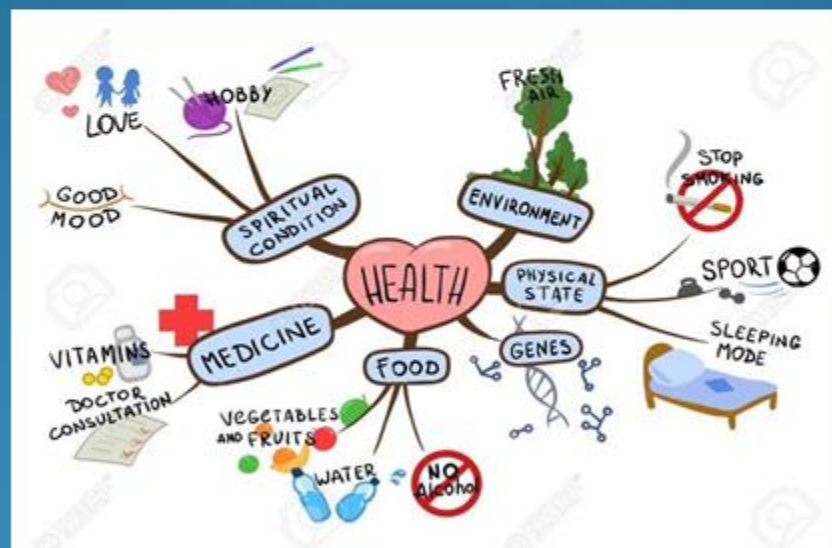 LOVE
HOBBY
GOOD
MOOD
SPIRITUAL
CONDITION
FRESH
AIR
ENVIRONMENT
STOP
SMOKING
HEALTH
PHYSICAL
STATE
SPORT
SLEEPING
MODE
GENES
MEDICINE
VITAMINS
DOCTOR
CONSULTATION
FOOD
VEGETABLES
AND FRUITS
WATER
NO
Alcohol